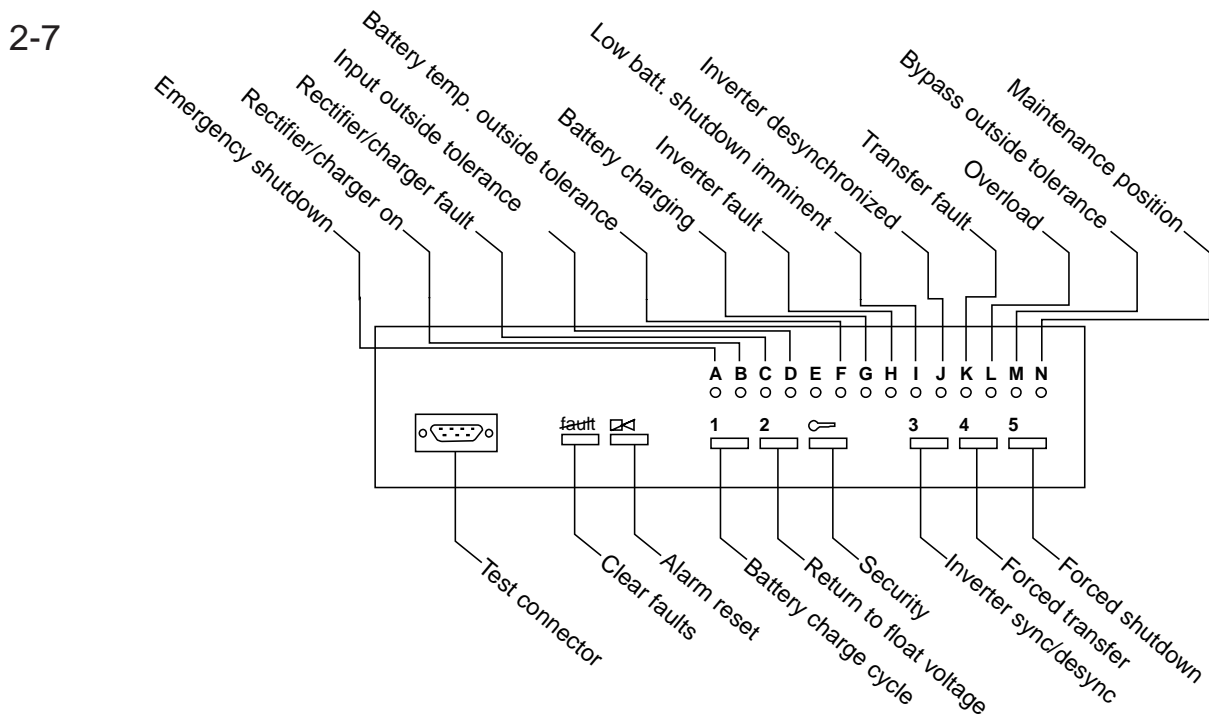 2-7
Emergency shutdown
Rectifier/charger on
Rectifier/charger fault
Input outside tolerance
Battery temp. outside tolerance
Battery charging
Inverter fault
Low batt. shutdown imminent
Inverter desynchronized
Transfer fault
Overload
Bypass outside tolerance
Maintenance position
A B C D E F G H I J K L M N
fault 1 2 3 4 5
Test connector
Clear faults
Alarm reset
Battery charge cycle
Return to float voltage
Security
Inverter sync/desync
Forced transfer
Forced shutdown